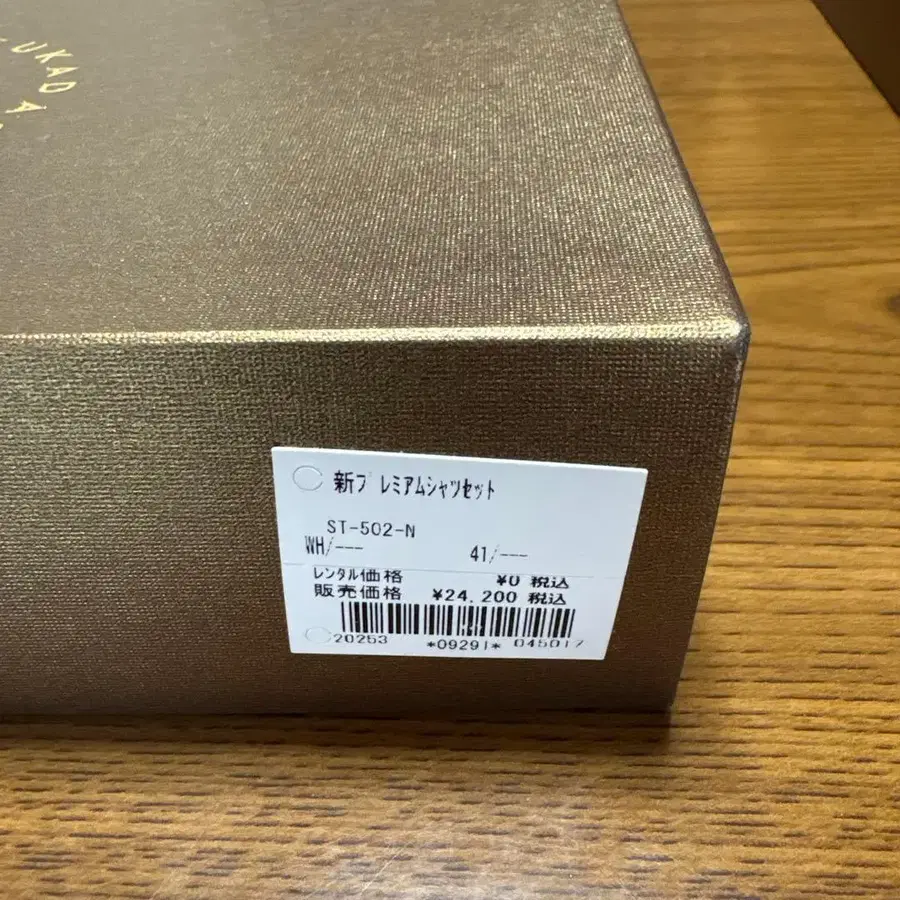 UKADA
新プレミアムシャツセット
ST-502-N
WH/---
41/---
レンタル価格 ¥0 税込
販売価格 ¥24,200 税込
20253 *09291* 045017